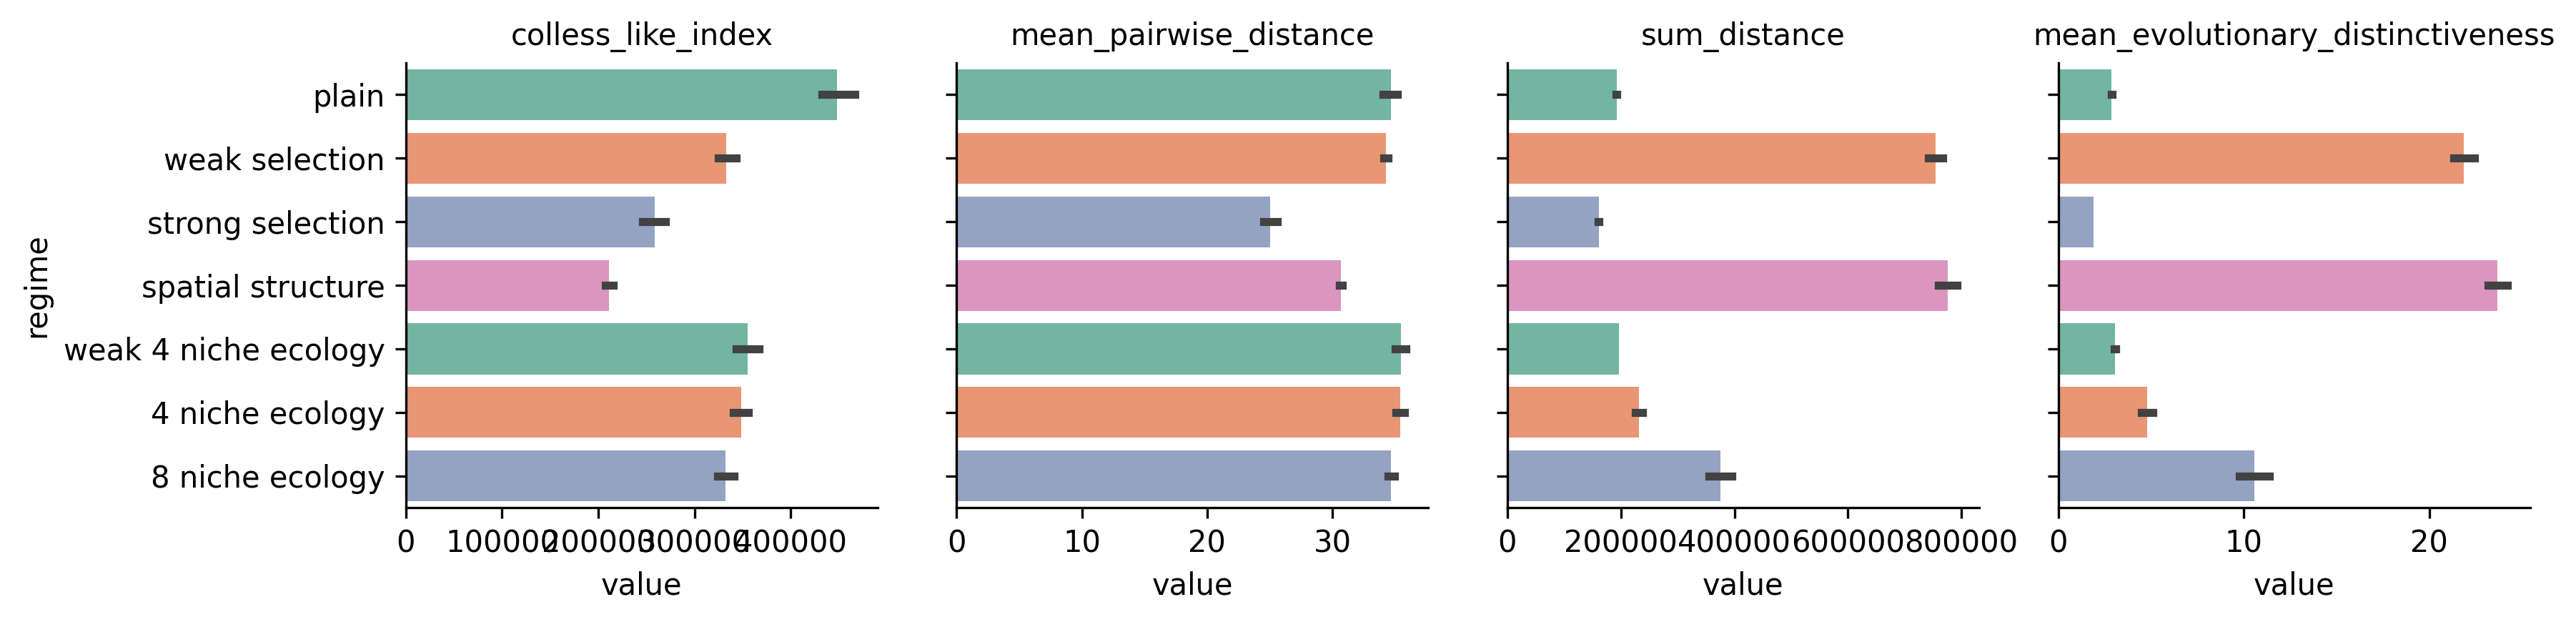 colless_like_index
mean_pairwise_distance
sum_distance
mean_evolutionary_distinctiveness
regime
plain
weak selection
strong selection
spatial structure
weak 4 niche ecology
4 niche ecology
8 niche ecology
0 100000 200000 300000 400000
0 10 20 30
0 200000 400000 600000 800000
0 10 20
value
value
value
value